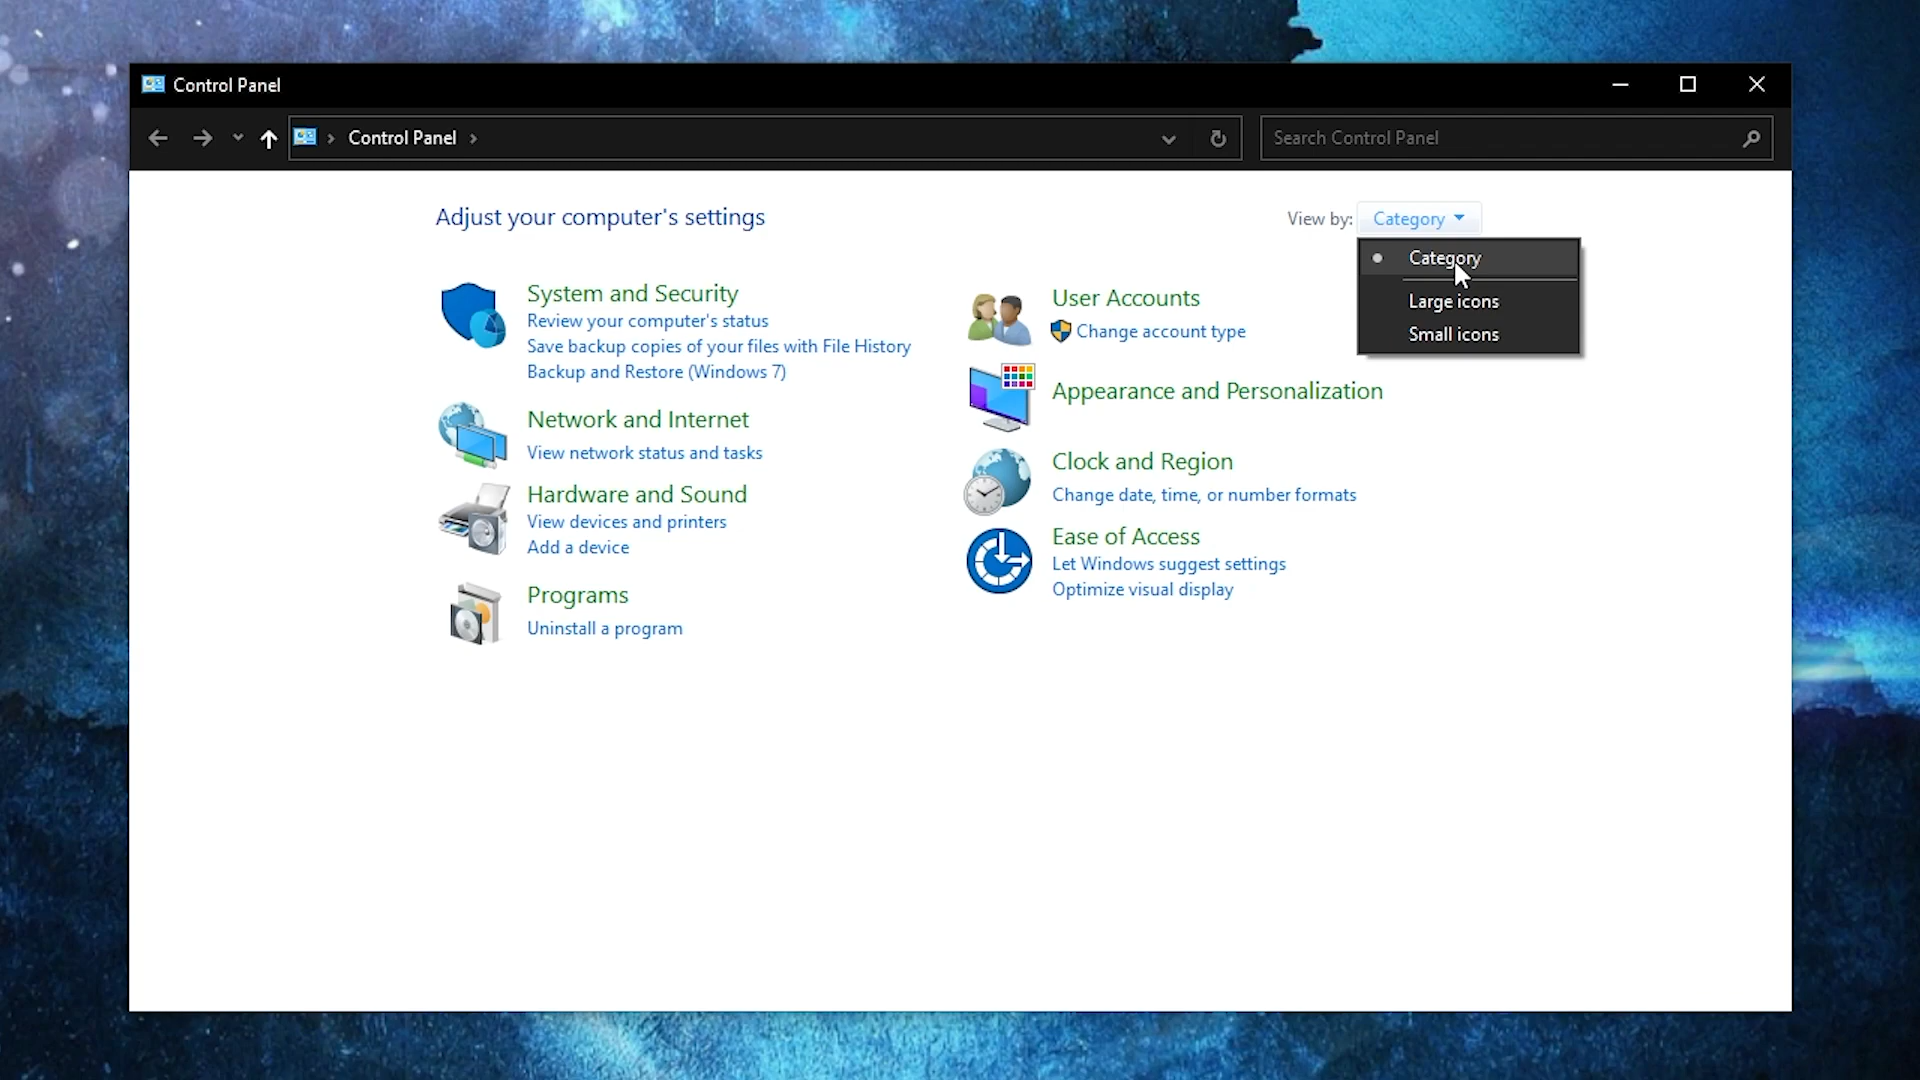 Control Panel
Control Panel
Search Control Panel
Adjust your computer's settings
View by: Category
Category
Large icons
Small icons
System and Security
Review your computer's status
Save backup copies of your files with File History
Backup and Restore (Windows 7)
Network and Internet
View network status and tasks
Hardware and Sound
View devices and printers
Add a device
Programs
Uninstall a program
User Accounts
Change account type
Appearance and Personalization
Clock and Region
Change date, time, or number formats
Ease of Access
Let Windows suggest settings
Optimize visual display